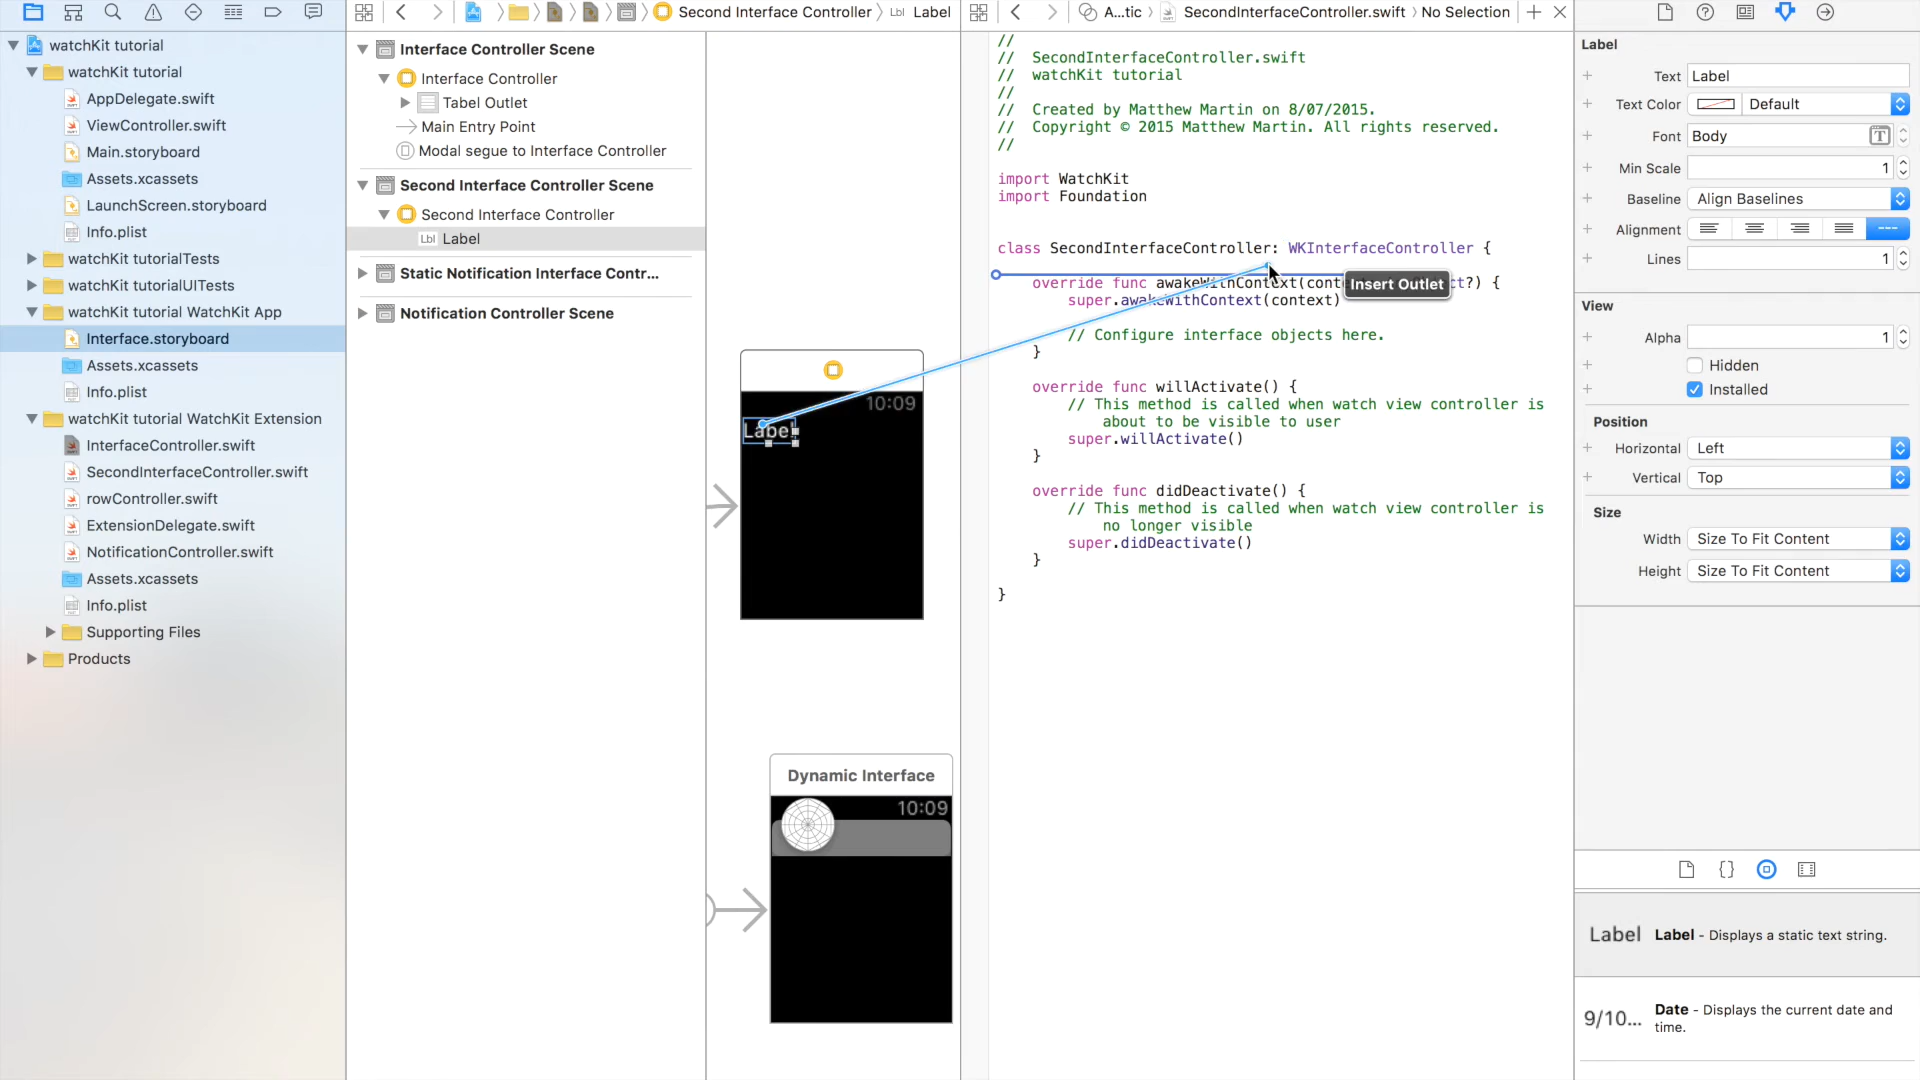 watchKit tutorial
watchKit tutorial
AppDelegate.swift
ViewController.swift
Main.storyboard
Assets.xcassets
LaunchScreen.storyboard
Info.plist
watchKit tutorialTests
watchKit tutorialUITests
watchKit tutorial WatchKit App
Interface.storyboard
Assets.xcassets
Info.plist
watchKit tutorial WatchKit Extension
InterfaceController.swift
SecondInterfaceController.swift
rowController.swift
ExtensionDelegate.swift
NotificationController.swift
Assets.xcassets
Info.plist
Supporting Files
Products
Second Interface Controller
Lbl Label
Interface Controller Scene
Interface Controller
Tabel Outlet
Main Entry Point
Modal segue to Interface Controller
Second Interface Controller Scene
Second Interface Controller
Lbl Label
Static Notification Interface Contr...
Notification Controller Scene
10:09
Label
Dynamic Interface
10:09
A...tic
SecondInterfaceController.swift
No Selection
//
// SecondInterfaceController.swift
// watchKit tutorial
//
// Created by Matthew Martin on 8/07/2015.
// Copyright © 2015 Matthew Martin. All rights reserved.
//
import WatchKit
import Foundation
class SecondInterfaceController: WKInterfaceController {
Insert Outlet
override func awakeWithContext(cont ct?) {
super.awakeWithContext(context)
// Configure interface objects here.
}
override func willActivate() {
// This method is called when watch view controller is
about to be visible to user
super.willActivate()
}
override func didDeactivate() {
// This method is called when watch view controller is
no longer visible
super.didDeactivate()
}
}
Label
Text Label
Text Color Default
Font Body
Min Scale 1
Baseline Align Baselines
Alignment
Lines 1
View
Alpha 1
Hidden
Installed
Position
Horizontal Left
Vertical Top
Size
Width Size To Fit Content
Height Size To Fit Content
Label
Label - Displays a static text string.
9/10...
Date - Displays the current date and
time.